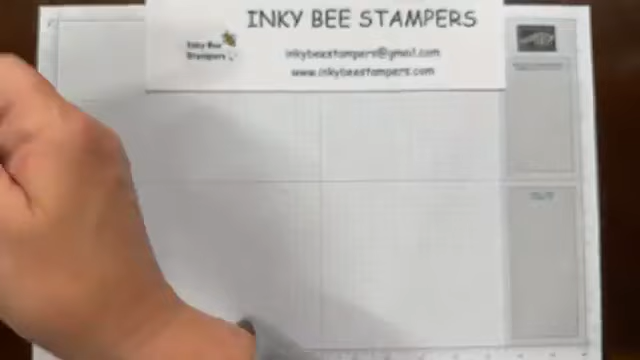 INKY BEE STAMPERS
Inky Bee
Stampers
inkybeestampers@gmail.com
www.inkybeestampers.com